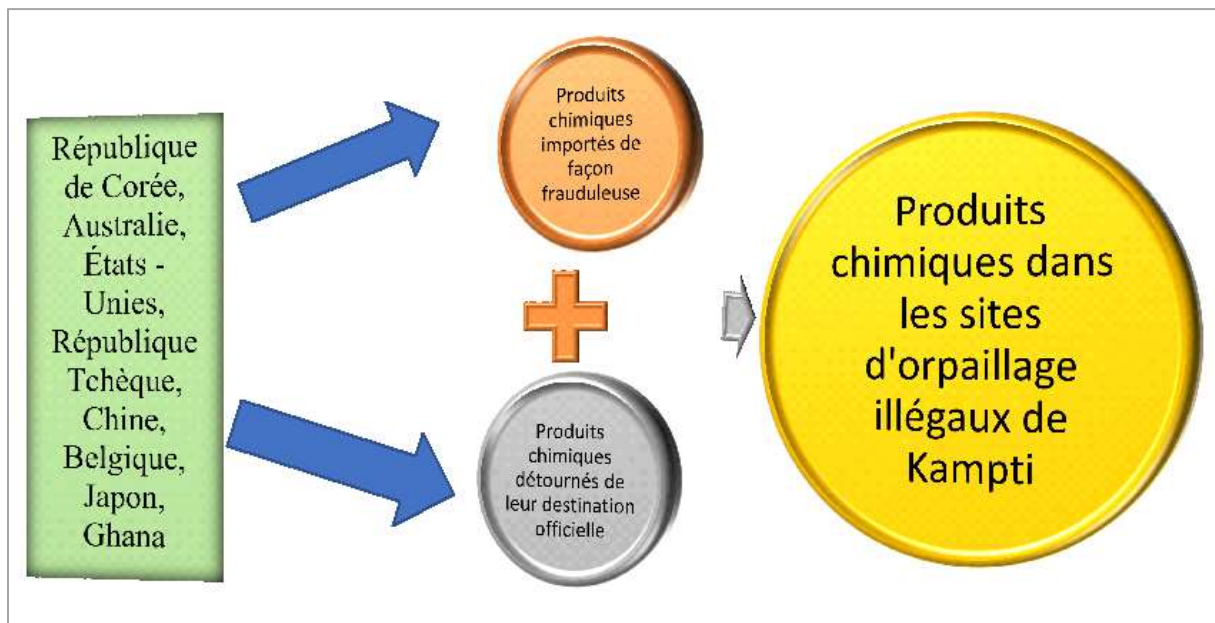 République
de Corée,
Australie,
États -
Unies,
République
Tchèque,
Chine,
Belgique,
Japon,
Ghana
Produits
chimiques
importés de
façon
frauduleuse
Produits
chimiques
détournés de
leur destination
officielle
Produits
chimiques dans
les sites
d'orpaillage
illégaux de
Kampti